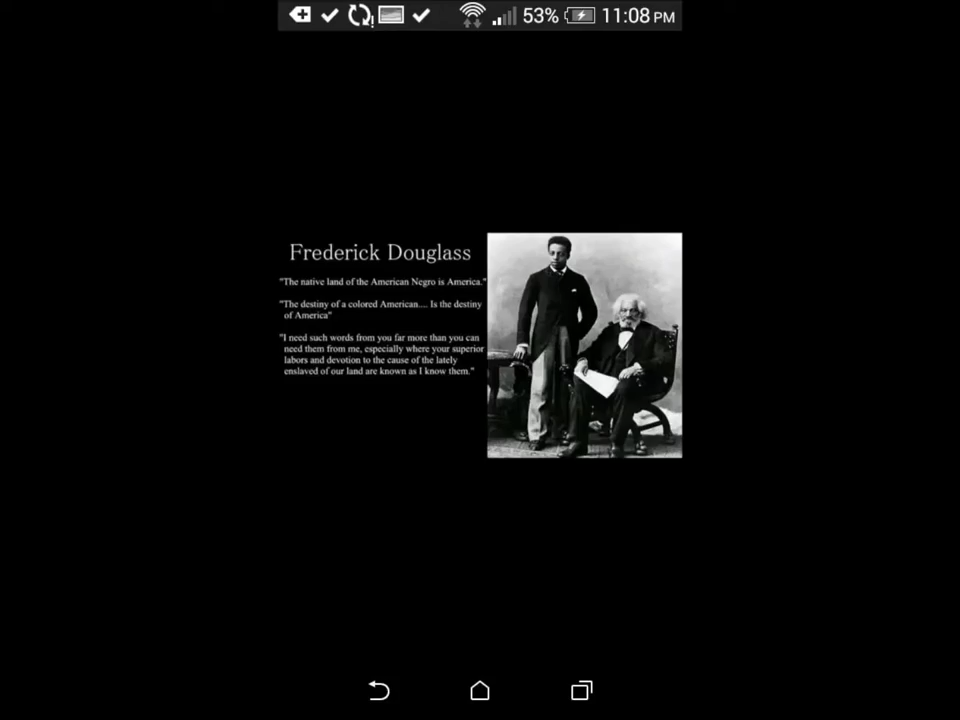 53% 11:08 PM
Frederick Douglass
"The native land of the American Negro is America."
"The destiny of a colored American.... Is the destiny
of America"
"I need such words from you far more than you can
need them from me, especially where your superior
labors and devotion to the cause of the lately
enslaved of our land are known as I know them."